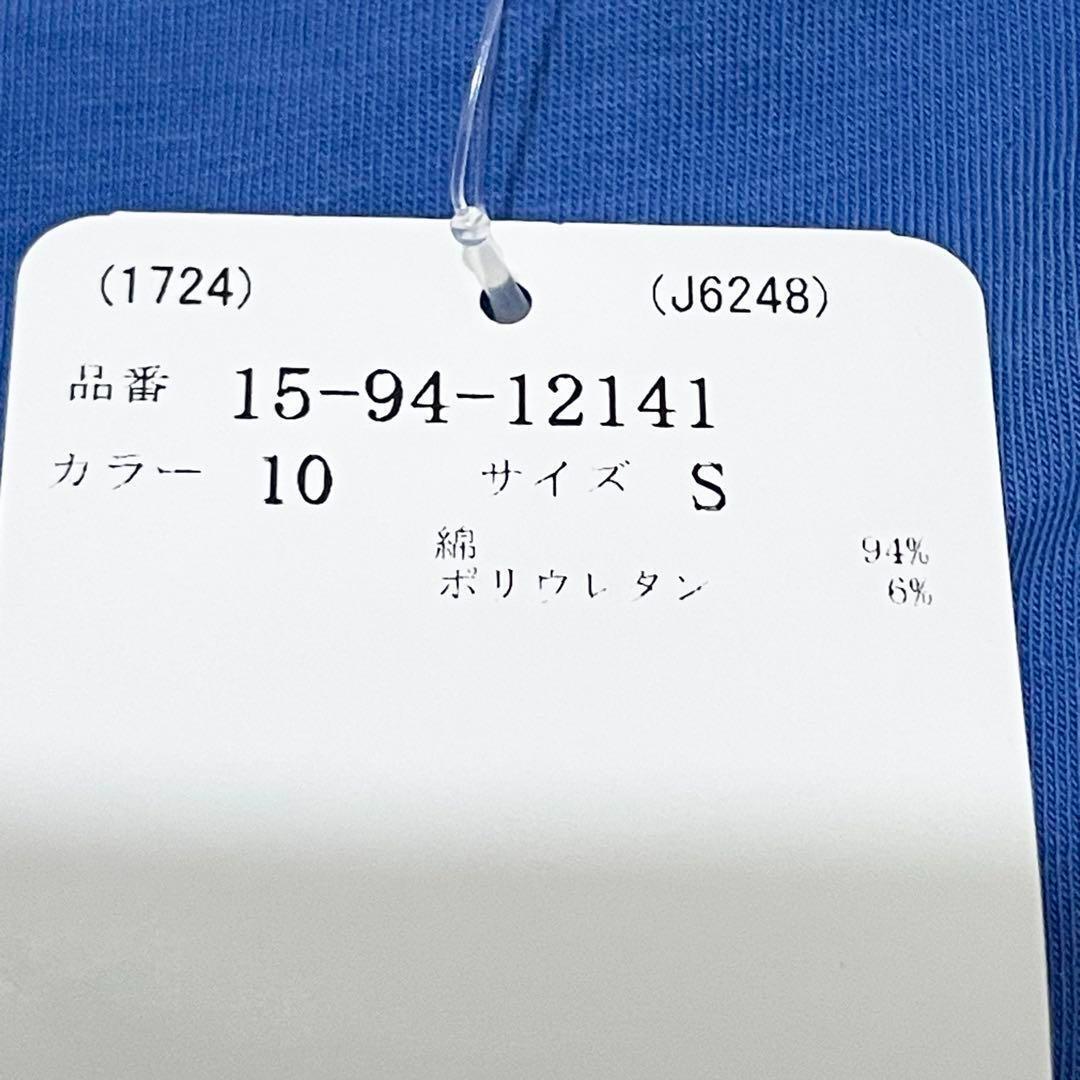 (1724) (J6248)
品番 15-94-12141
カラー 10 サイズ S
綿 94%
ポリウレタン 6%